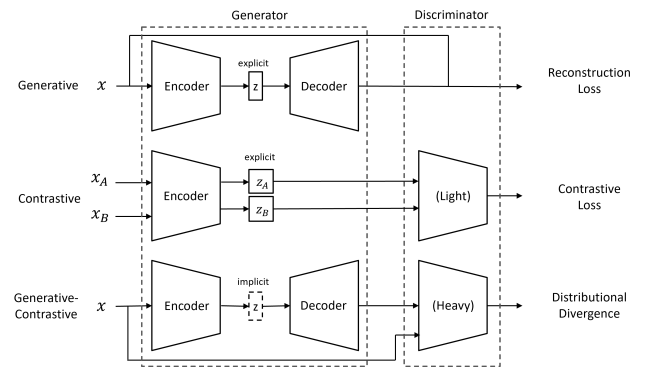 Generator
Discriminator
Generative
x
Encoder
explicit
z
Decoder
Reconstruction
Loss
Contrastive
x_A
x_B
Encoder
explicit
z_A
z_B
(Light)
Contrastive
Loss
Generative-
Contrastive
x
Encoder
implicit
z
Decoder
(Heavy)
Distributional
Divergence